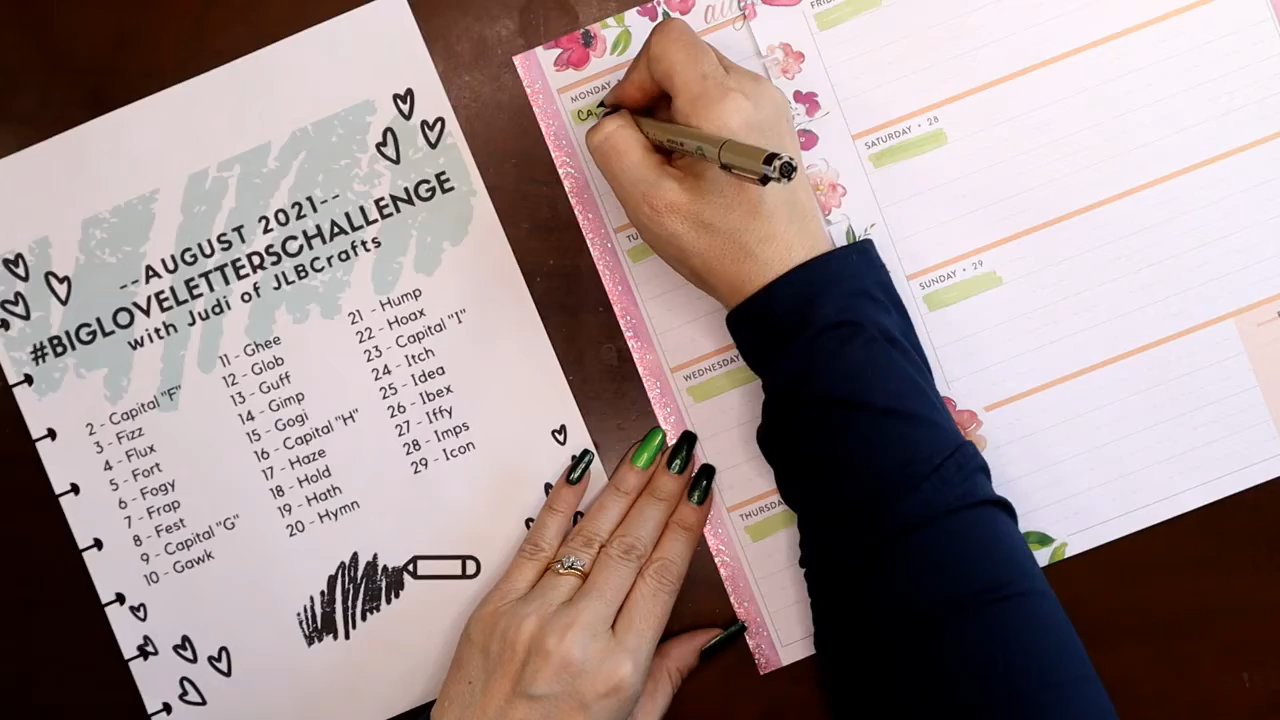 --AUGUST 2021--
#BIGLOVELETTERSCHALLENGE
with Judi of JLBCrafts
2 - Capital "F"
3 - Fizz
4 - Flux
5 - Fort
6 - Fogy
7 - Frap
8 - Fest
9 - Capital "G"
10 - Gawk
11 - Ghee
12 - Glob
13 - Guff
14 - Gimp
15 - Gogi
16 - Capital "H"
17 - Haze
18 - Hold
19 - Hath
20 - Hymn
21 - Hump
22 - Hoax
23 - Capital "I"
24 - Itch
25 - Idea
26 - Ibex
27 - Iffy
28 - Imps
29 - Icon
MONDAY
CA
TU
WEDNESDAY
THURSDA
SATURDAY • 28
SUNDAY • 29